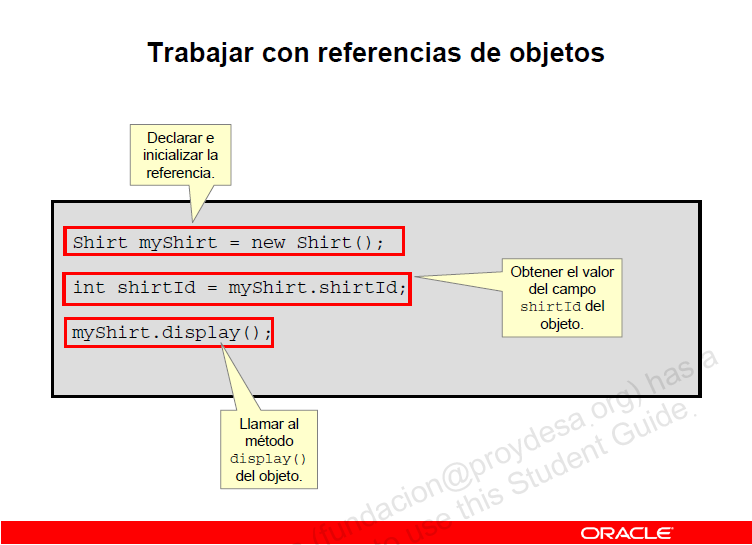 Trabajar con referencias de objetos
Declarar e
inicializar la
referencia.
Shirt myShirt = new Shirt();
int shirtId = myShirt.shirtId;
Obtener el valor
del campo
shirtId del
objeto.
myShirt.display();
Llamar al
método
display()
del objeto.
(fundacion@proydesa.org) has a
to use this Student Guide.
ORACLE